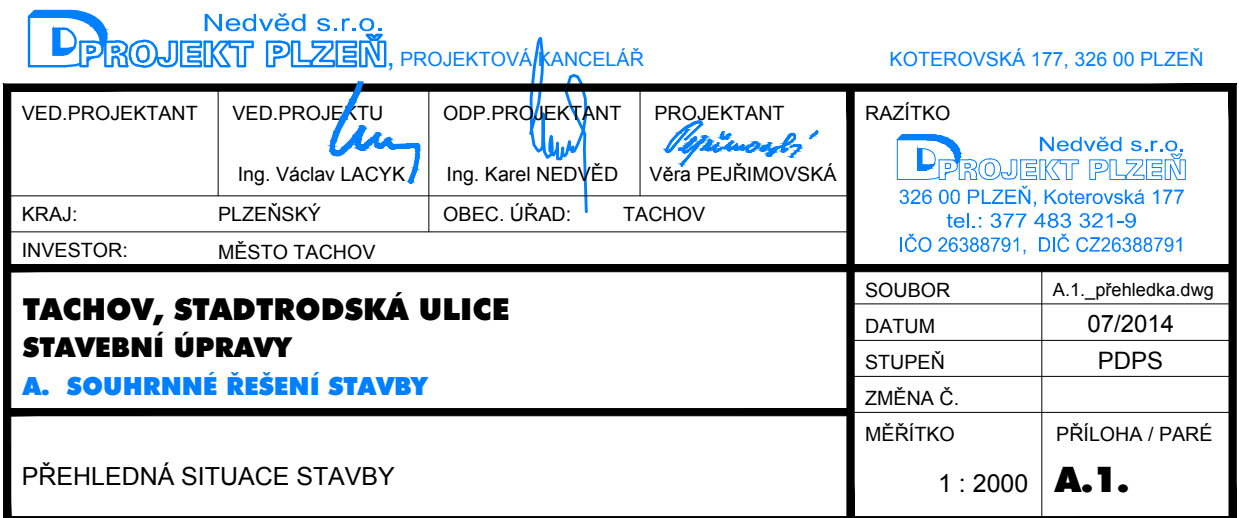 Nedvěd s.r.o.
DPROJEKT PLZEŇ, PROJEKTOVÁ KANCELÁŘ
KOTEROVSKÁ 177, 326 00 PLZEŇ
VED.PROJEKTANT
VED.PROJEKTU
Ing. Václav LACYK
ODP.PROJEKTANT
Ing. Karel NEDVĚD
PROJEKTANT
Pejřimovská
Věra PEJŘIMOVSKÁ
KRAJ: PLZEŇSKÝ
OBEC. ÚŘAD: TACHOV
INVESTOR: MĚSTO TACHOV
RAZÍTKO
Nedvěd s.r.o.
DPROJEKT PLZEŇ
326 00 PLZEŇ, Koterovská 177
tel.: 377 483 321-9
IČO 26388791, DIČ CZ26388791
TACHOV, STADTRODSKÁ ULICE
STAVEBNÍ ÚPRAVY
A. SOUHRNNÉ ŘEŠENÍ STAVBY
PŘEHLEDNÁ SITUACE STAVBY
SOUBOR A.1._přehledka.dwg
DATUM 07/2014
STUPEŇ PDPS
ZMĚNA Č.
MĚŘÍTKO
1 : 2000
PŘÍLOHA / PARÉ
A.1.